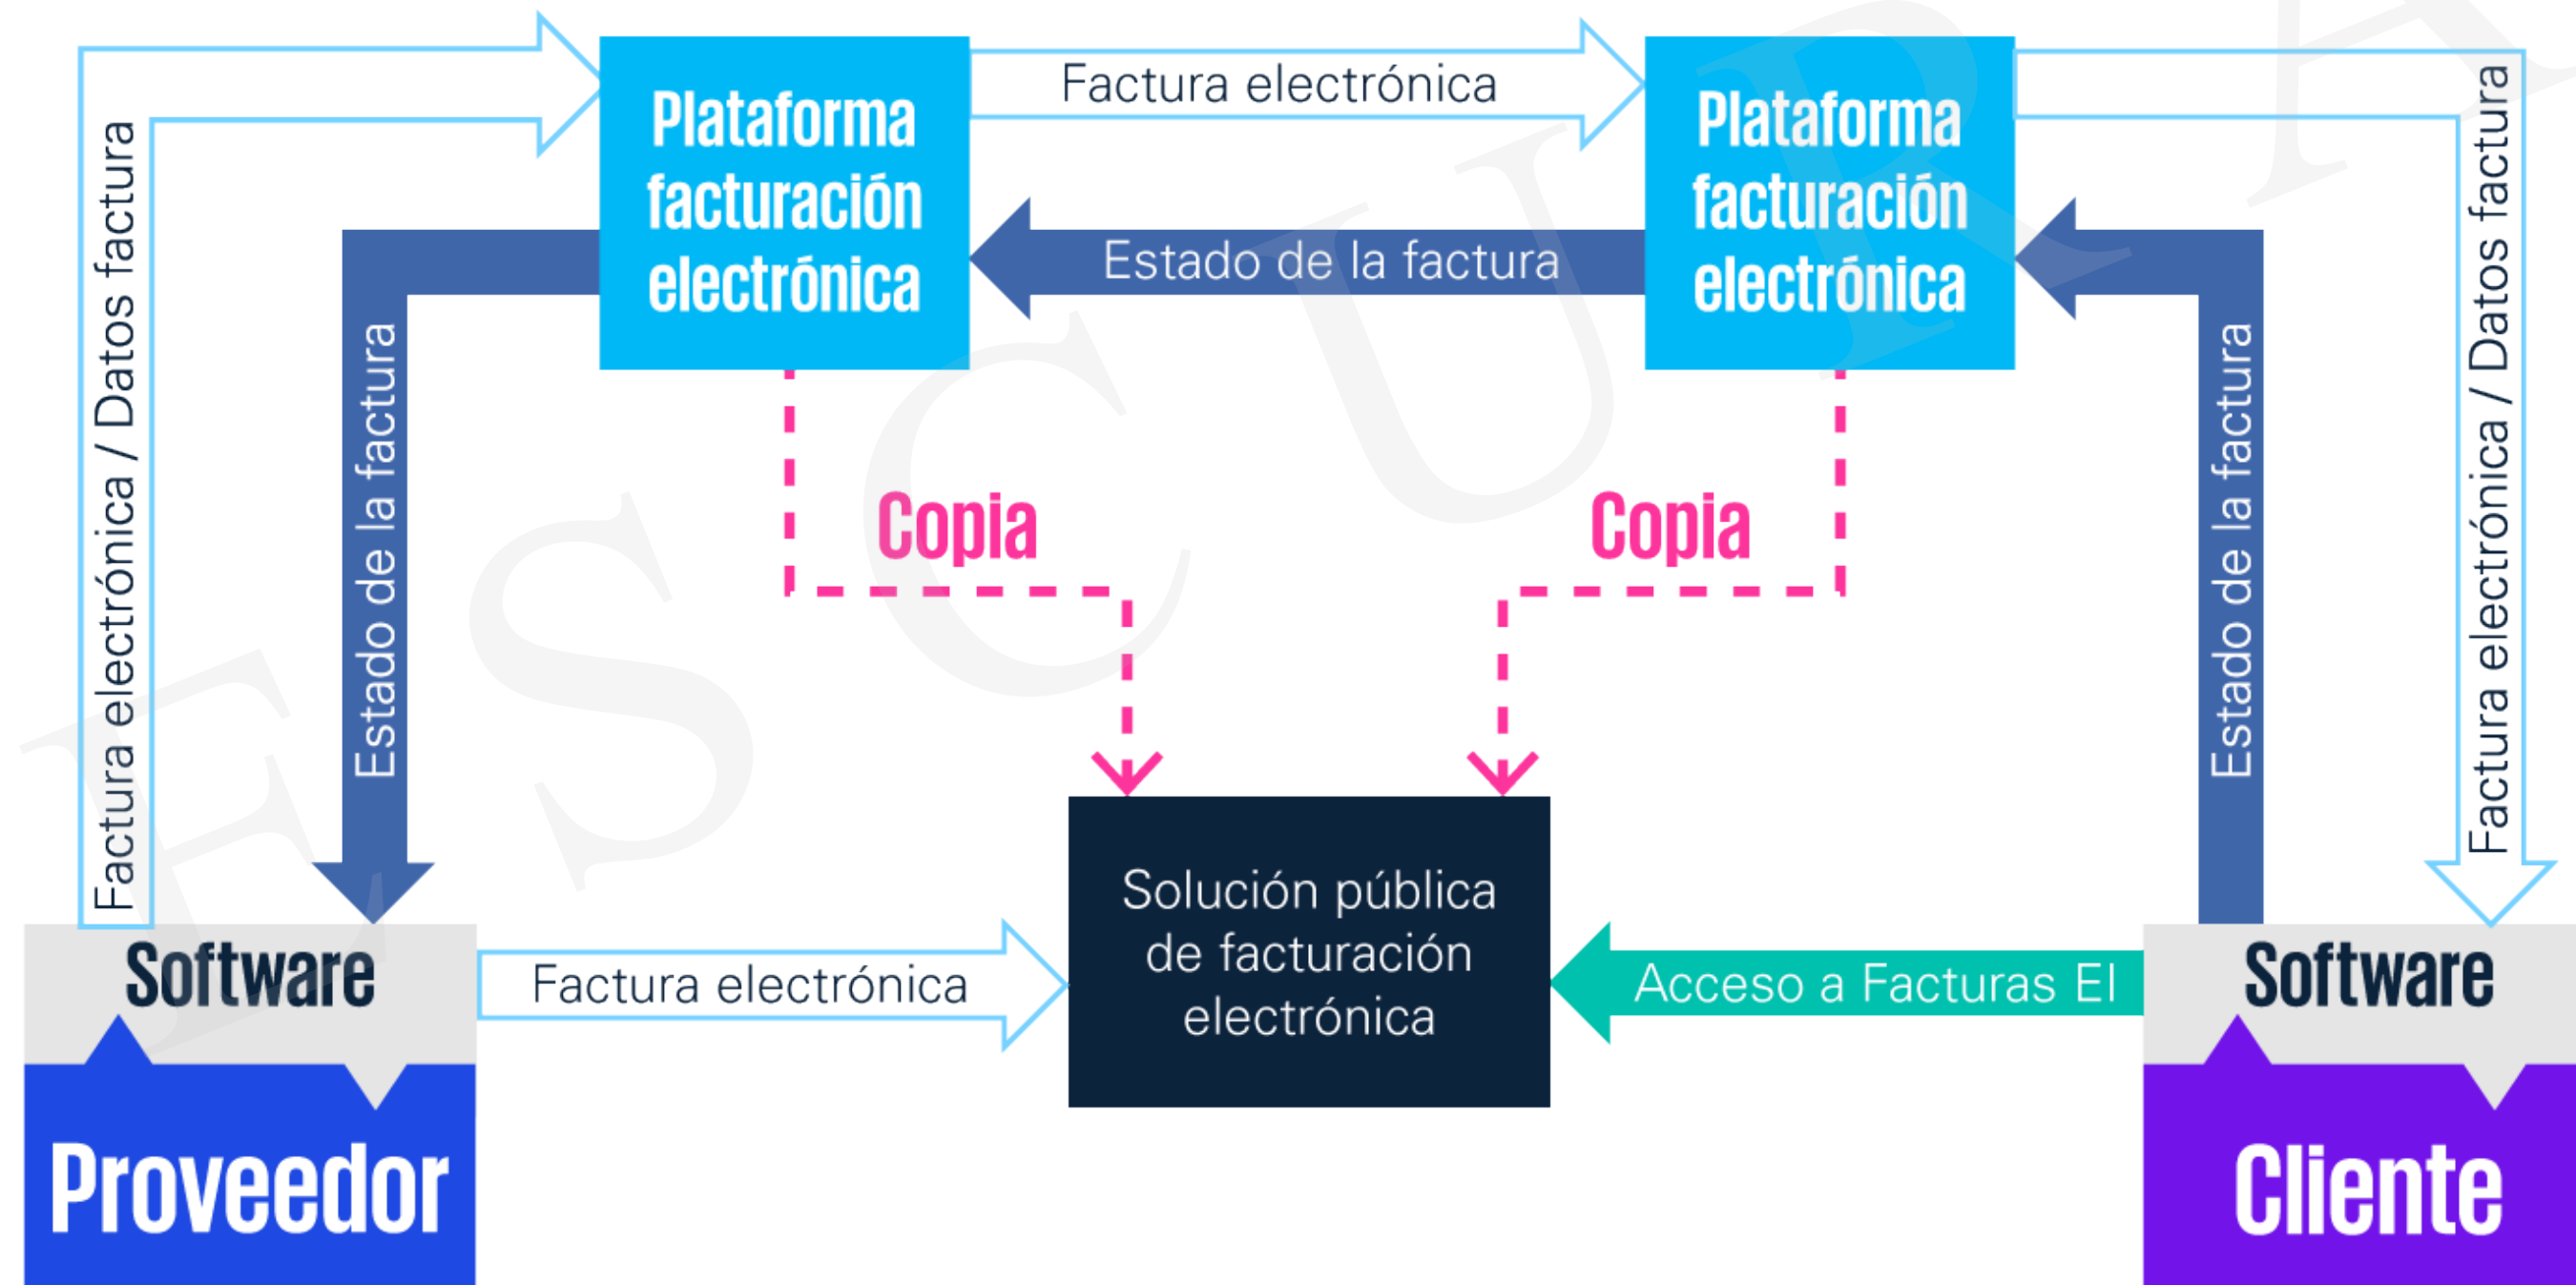 Factura electrónica / Datos factura
Plataforma
facturación
electrónica
Factura electrónica
Plataforma
facturación
electrónica
Factura electrónica / Datos factura
Estado de la factura
Estado de la factura
Estado de la factura
Copia
Copia
Software
Proveedor
Factura electrónica
Solución pública
de facturación
electrónica
Acceso a Facturas El
Software
Cliente
ESCURA